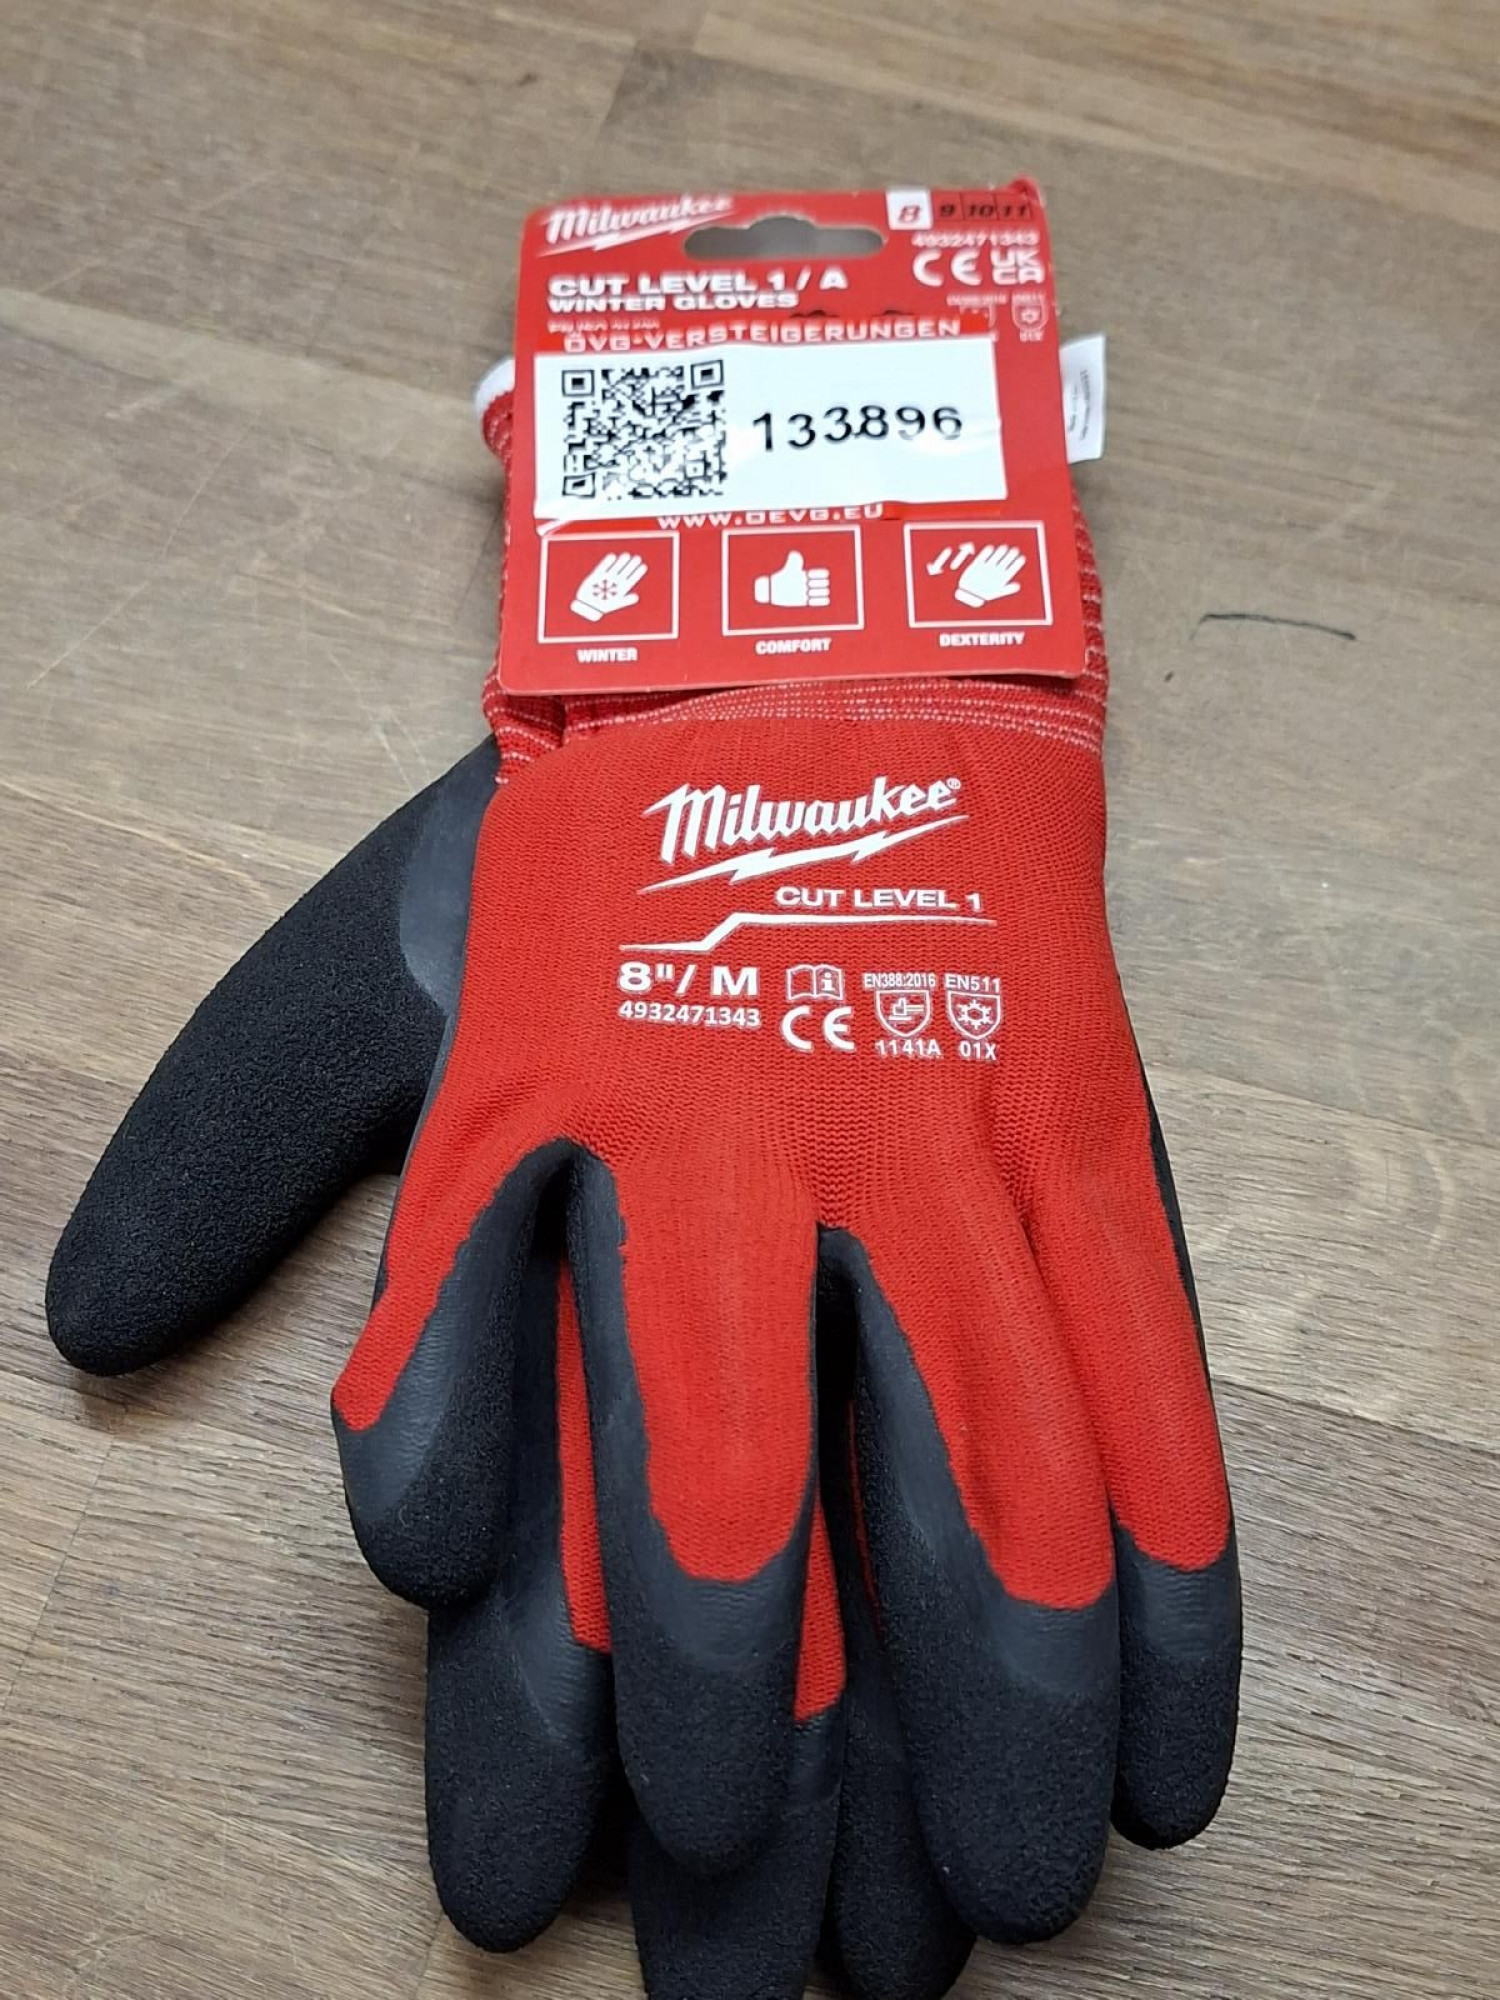 Milwaukee
8 9 10 11
4932471343
CUT LEVEL 1 / A
WINTER GLOVES
CE UK CA
01X
ÖVG-VERSTEIGERUNGEN
133896
WWW.OEVG.EU
WINTER
COMFORT
DEXTERITY
Milwaukee®
CUT LEVEL 1
8"/ M
4932471343
CE
EN388:2016 EN511
1141A 01X